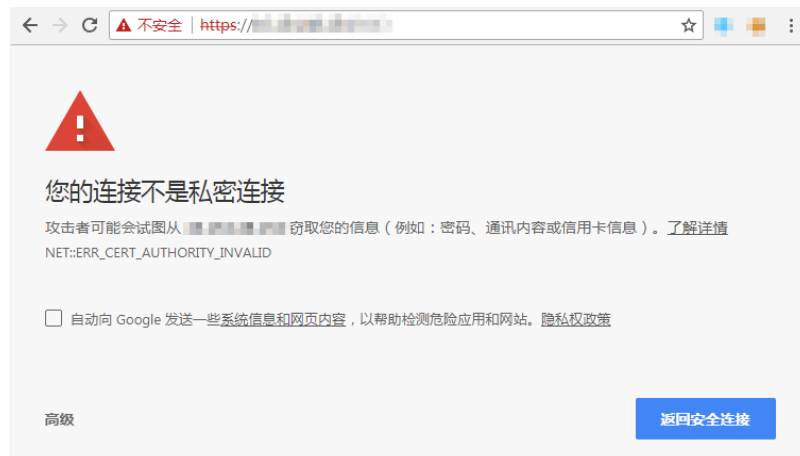 不安全 | https://
您的连接不是私密连接
攻击者可能会试图从 窃取您的信息（例如：密码、通讯内容或信用卡信息）。了解详情
NET::ERR_CERT_AUTHORITY_INVALID
自动向 Google 发送一些系统信息和网页内容，以帮助检测危险应用和网站。隐私权政策
高级
返回安全连接